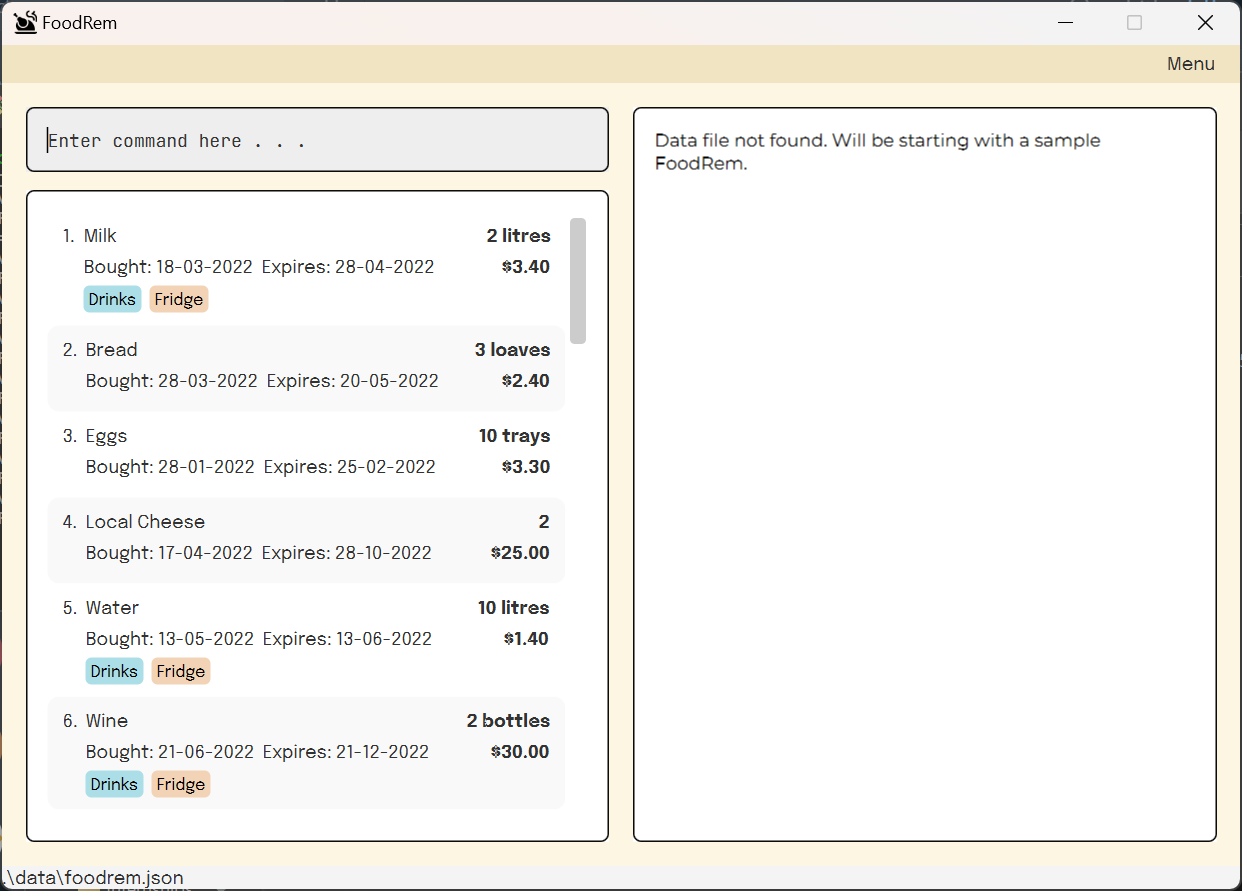 FoodRem
Menu
Enter command here . . .
Data file not found. Will be starting with a sample
FoodRem.
1. Milk 2 litres
Bought: 18-03-2022 Expires: 28-04-2022 $3.40
Drinks Fridge
2. Bread 3 loaves
Bought: 28-03-2022 Expires: 20-05-2022 $2.40
3. Eggs 10 trays
Bought: 28-01-2022 Expires: 25-02-2022 $3.30
4. Local Cheese 2
Bought: 17-04-2022 Expires: 28-10-2022 $25.00
5. Water 10 litres
Bought: 13-05-2022 Expires: 13-06-2022 $1.40
Drinks Fridge
6. Wine 2 bottles
Bought: 21-06-2022 Expires: 21-12-2022 $30.00
Drinks Fridge
.\data\foodrem.json